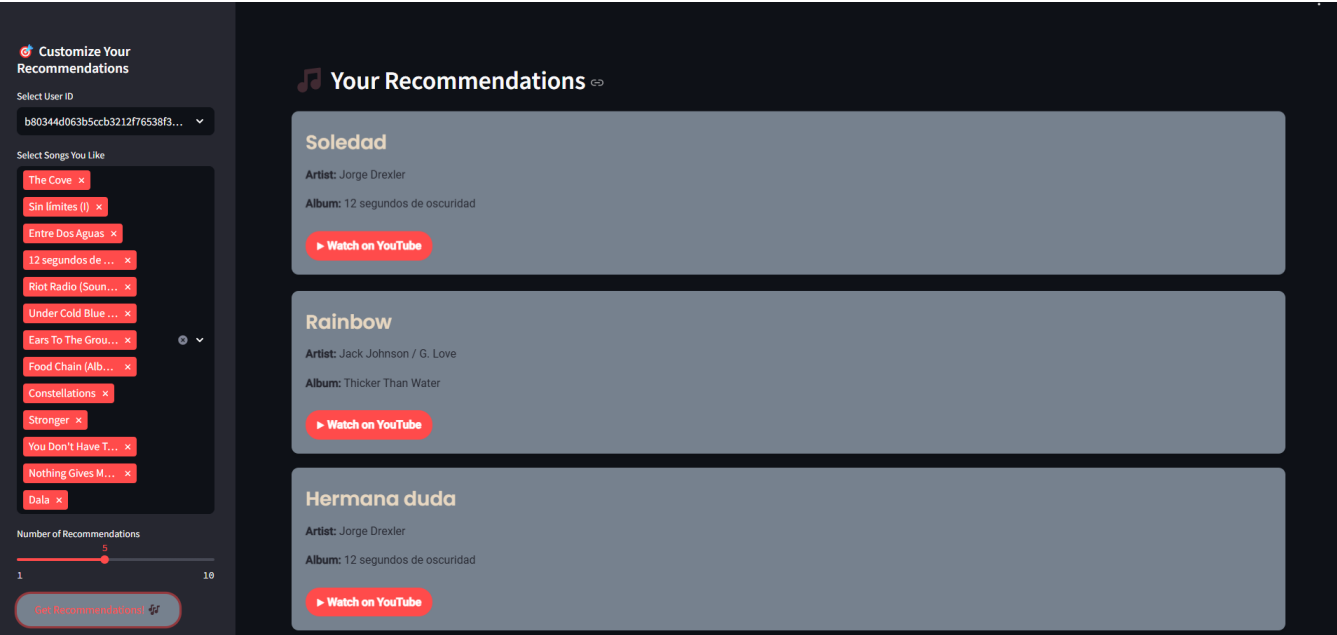 🎯 Customize Your
Recommendations
Select User ID
b80344d063b5ccb3212f76538f3...
Select Songs You Like
The Cove ×
Sin límites (I) ×
Entre Dos Aguas ×
12 segundos de ... ×
Riot Radio (Soun... ×
Under Cold Blue ... ×
Ears To The Grou... ×
Food Chain (Alb... ×
Constellations ×
Stronger ×
You Don't Have T... ×
Nothing Gives M... ×
Dala ×
Number of Recommendations
5
1 10
Get Recommendations! 🎶
🎵 Your Recommendations
Soledad
Artist: Jorge Drexler
Album: 12 segundos de oscuridad
▶ Watch on YouTube
Rainbow
Artist: Jack Johnson / G. Love
Album: Thicker Than Water
▶ Watch on YouTube
Hermana duda
Artist: Jorge Drexler
Album: 12 segundos de oscuridad
▶ Watch on YouTube